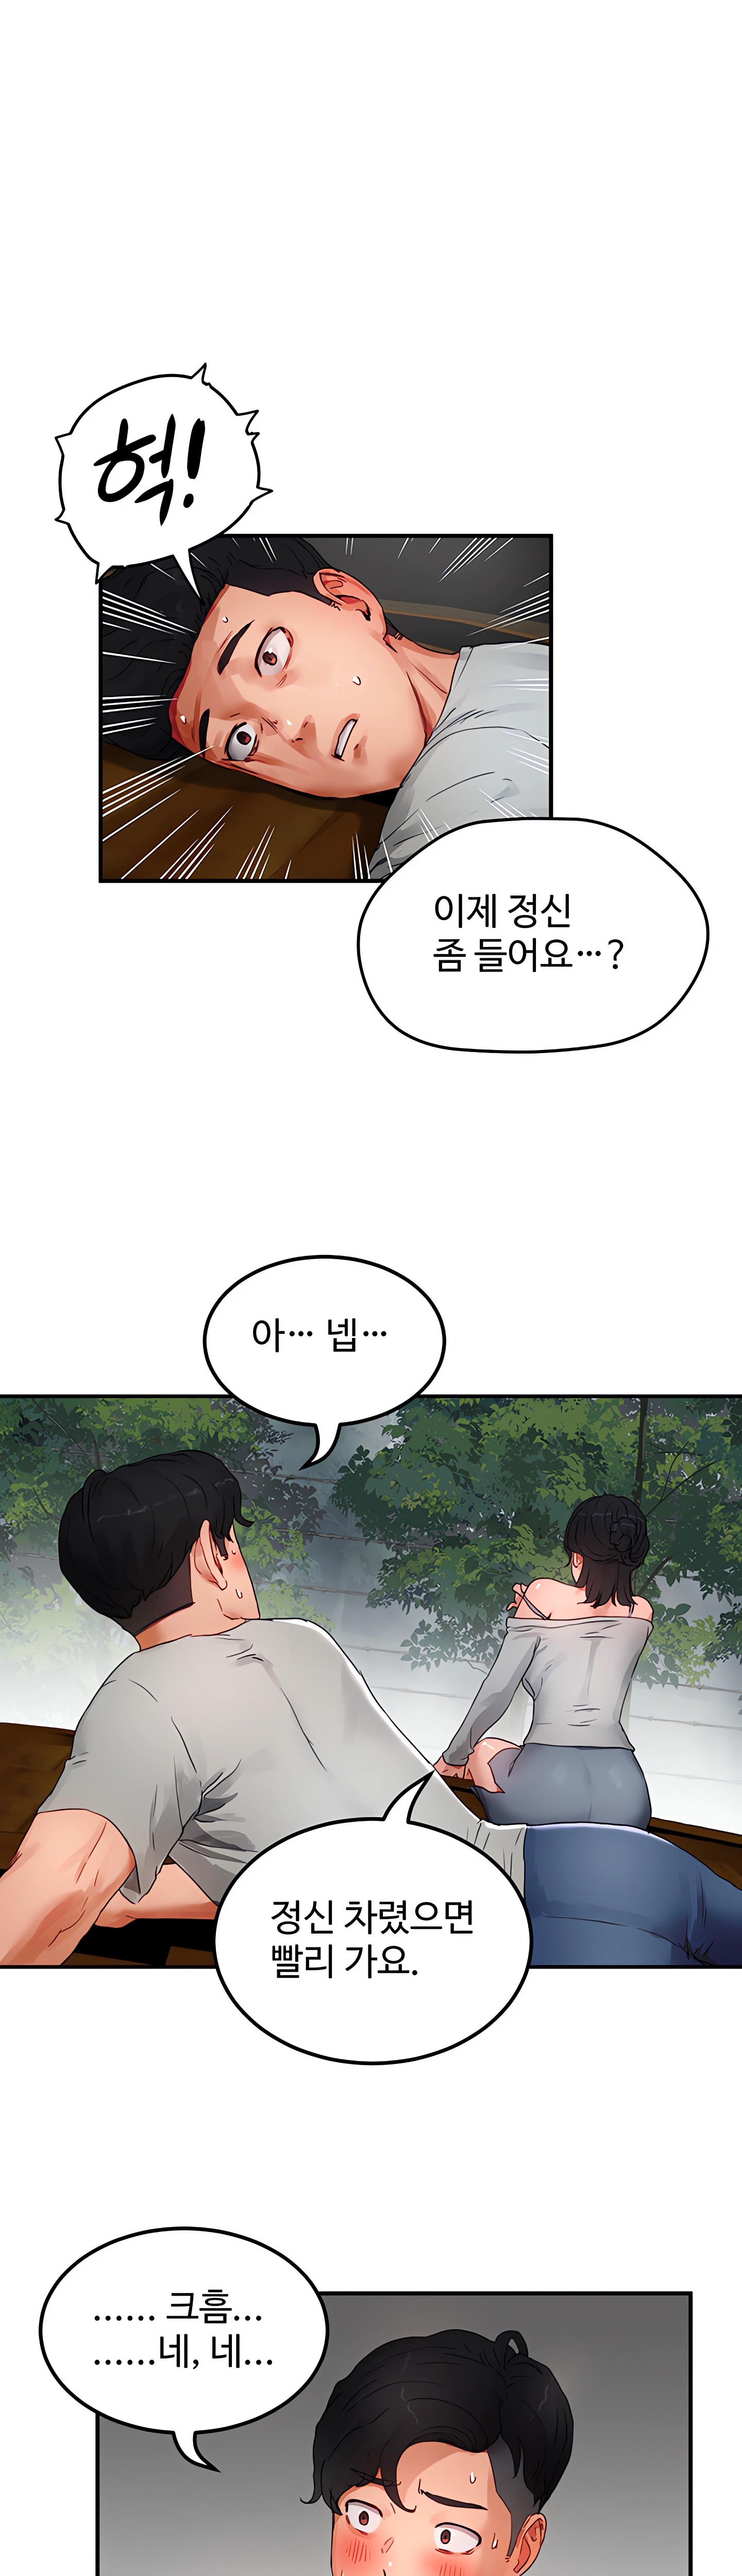 헉!
이제 정신
좀 들어요…?
아… 넵…
정신 차렸으면
빨리 가요.
…… 크흠…
……네, 네…